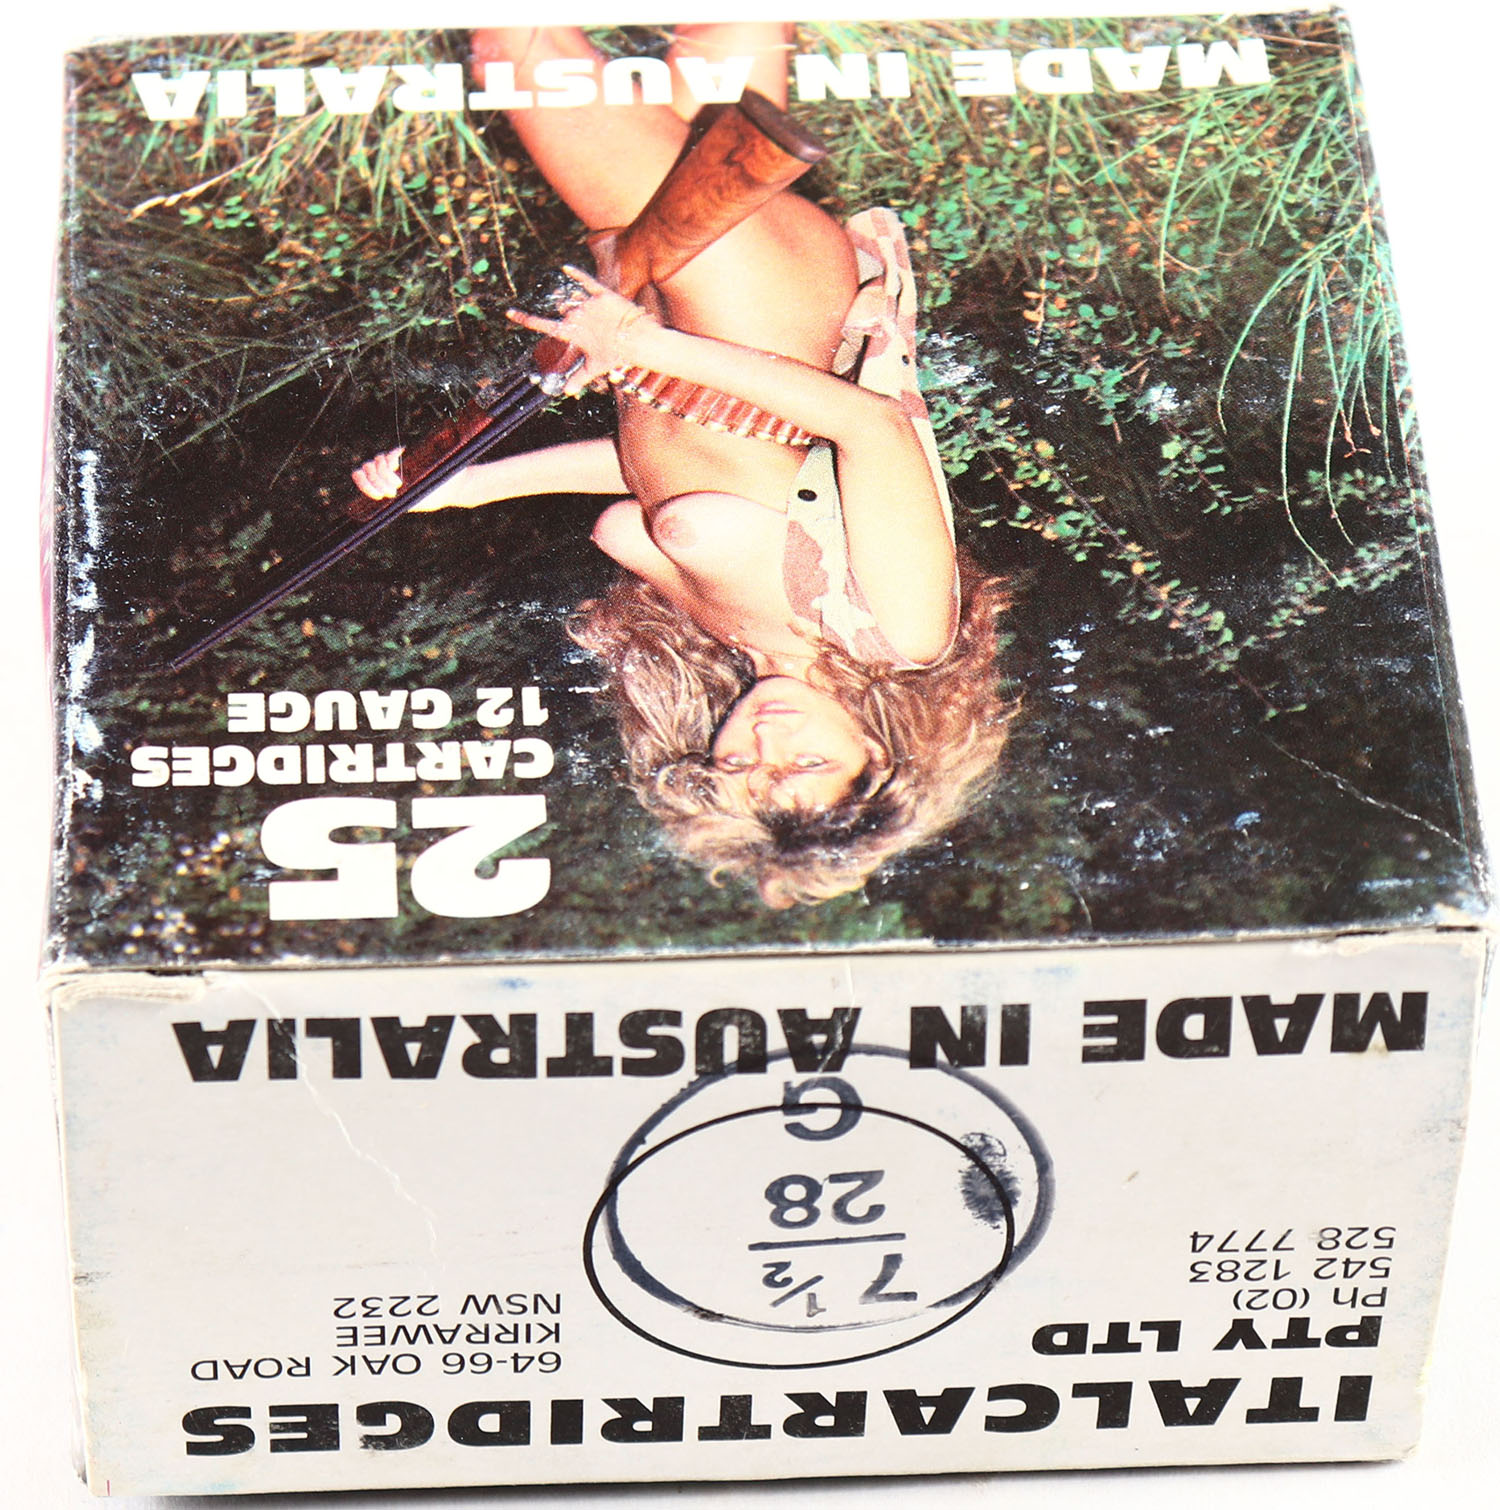 MADE IN AUSTRALIA
25
CARTRIDGES
12 GAUGE
ITALCARTRIDGES
PTY LTD
Ph (02)
542 1283
528 7774
64-66 OAK ROAD
KIRRAWEE
NSW 2232
7 1/2
28
G
MADE IN AUSTRALIA